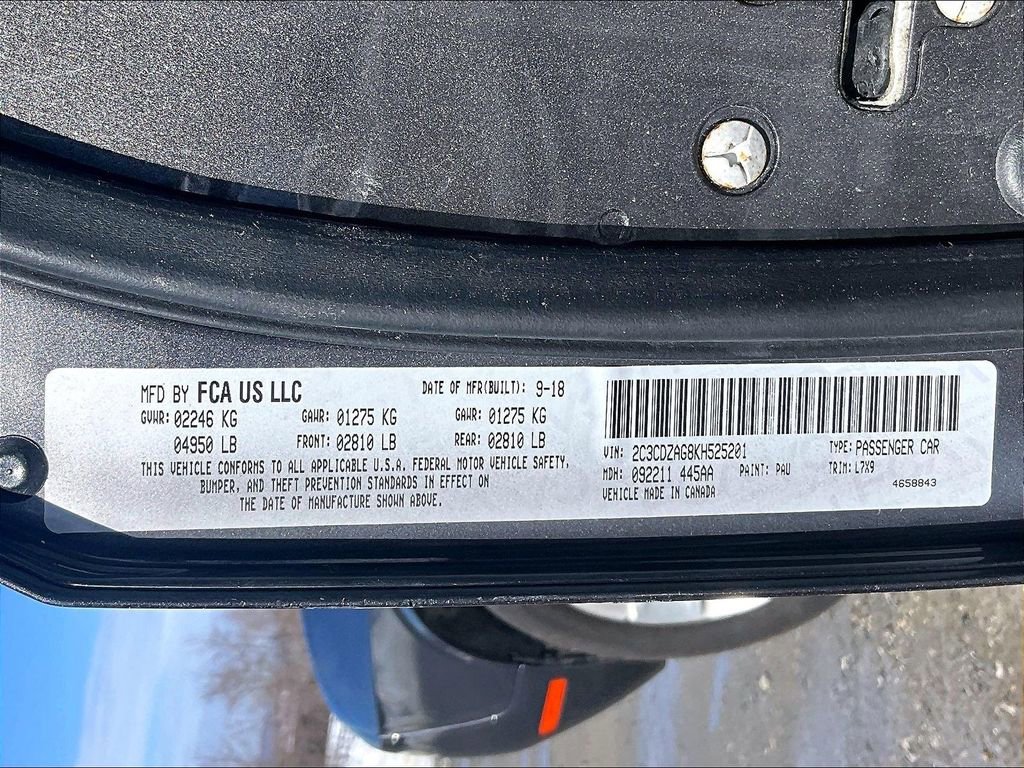 MFD BY FCA US LLC DATE OF MFR(BUILT): 9-18
GVWR: 02246 KG GAWR: 01275 KG GAWR: 01275 KG
04950 LB FRONT: 02810 LB REAR: 02810 LB
THIS VEHICLE CONFORMS TO ALL APPLICABLE U.S.A. FEDERAL MOTOR VEHICLE SAFETY,
BUMPER, AND THEFT PREVENTION STANDARDS IN EFFECT ON
THE DATE OF MANUFACTURE SHOWN ABOVE.
VIN: 2C3CDZAG8KH525201 TYPE: PASSENGER CAR
MDH: 092211 445AA PAINT: PAU TRIM: L7X9
VEHICLE MADE IN CANADA 4658843